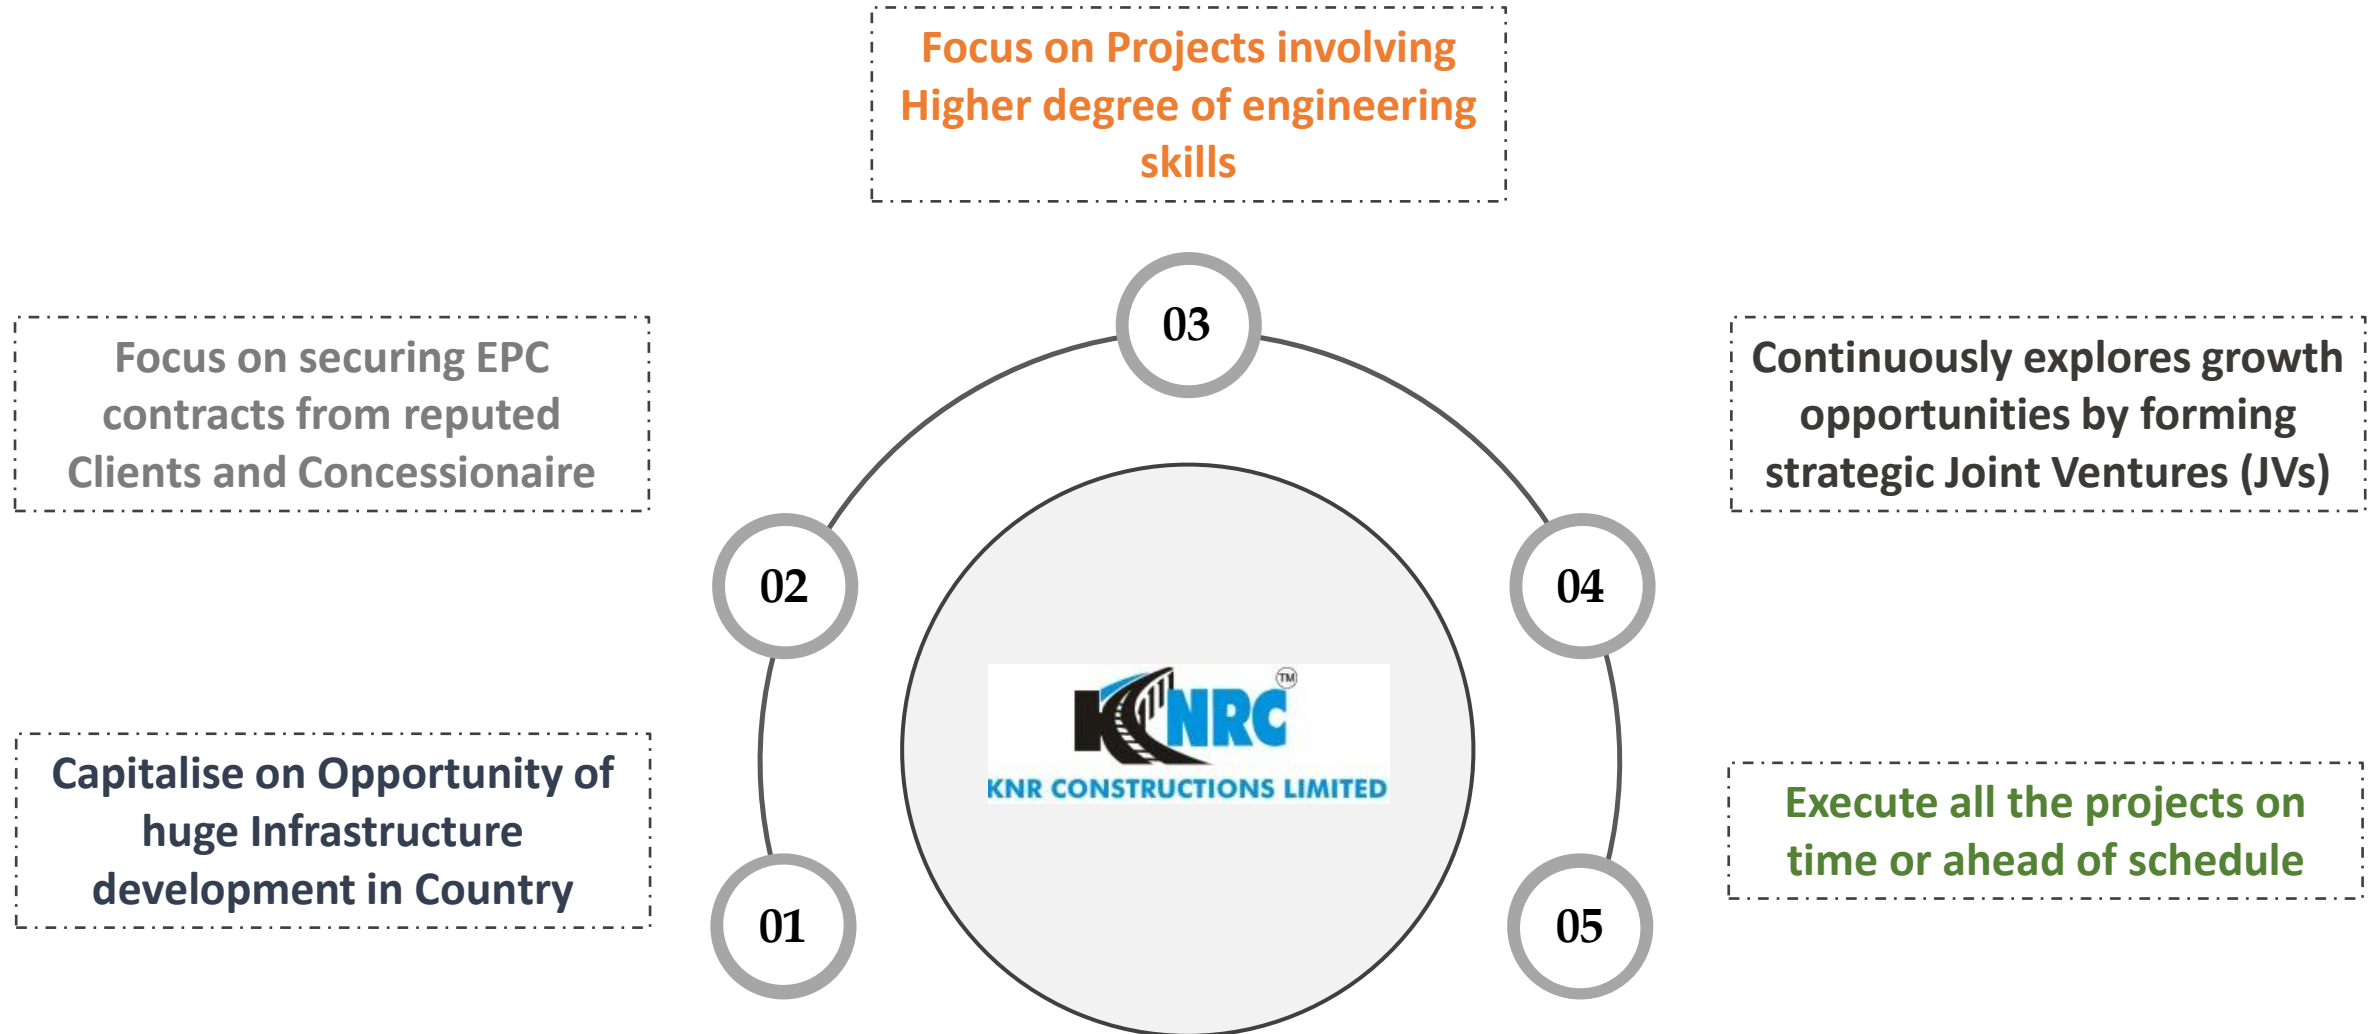 Focus on Projects involving
Higher degree of engineering
skills
03
Focus on securing EPC
contracts from reputed
Clients and Concessionaire
Continuously explores growth
opportunities by forming
strategic Joint Ventures (JVs)
02
04
KNRC TM
KNR CONSTRUCTIONS LIMITED
Capitalise on Opportunity of
huge Infrastructure
development in Country
Execute all the projects on
time or ahead of schedule
01
05